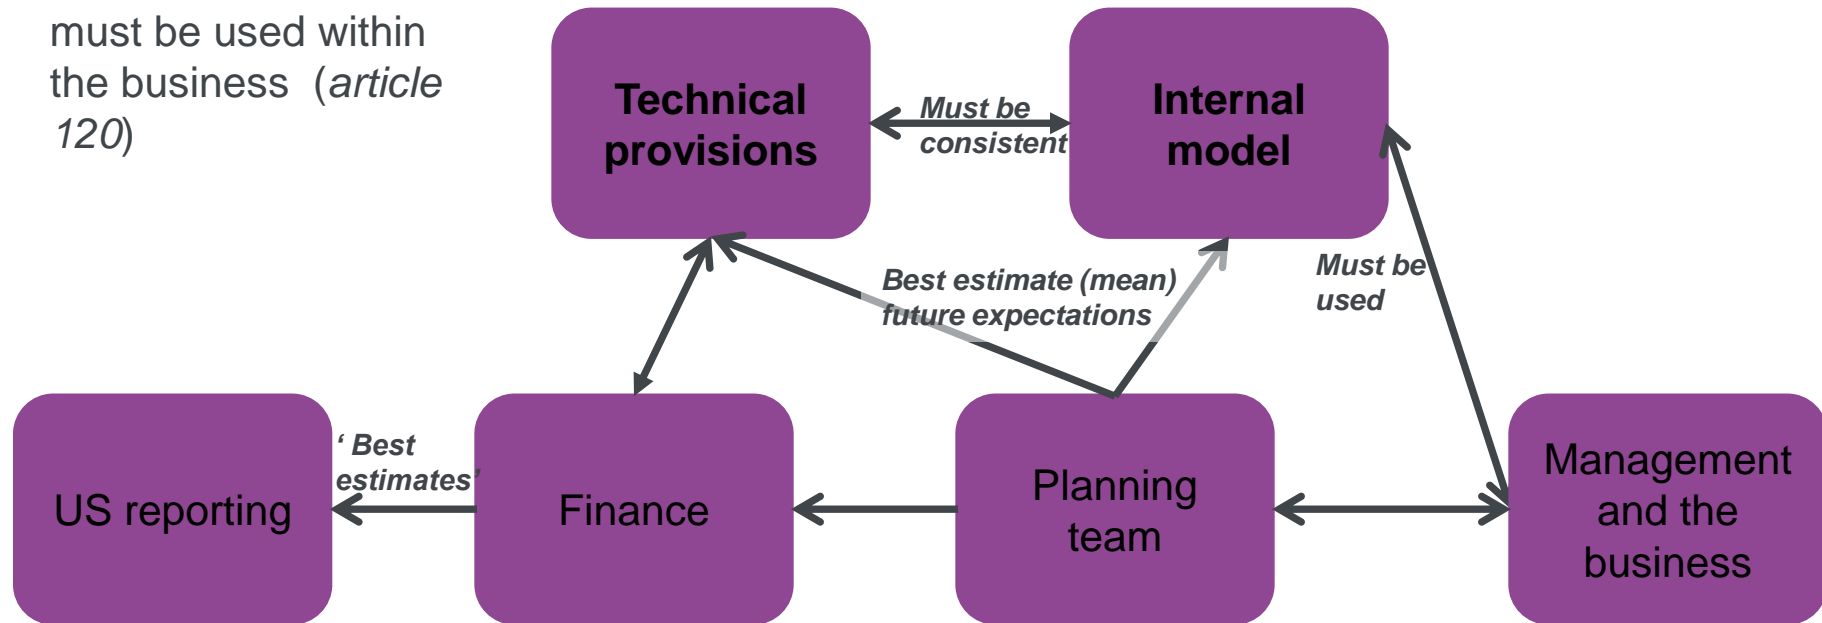 must be used within
the business (article
120)
Technical
provisions
Must be
consistent
Internal
model
Best estimate (mean)
future expectations
Must be
used
‘ Best
estimates’
US reporting
Finance
Planning
team
Management
and the
business